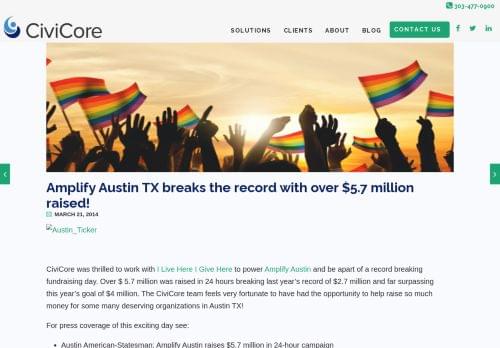 303-477-0900
CiviCore
SOLUTIONS CLIENTS ABOUT BLOG CONTACT US
Amplify Austin TX breaks the record with over $5.7 million
raised!
MARCH 21, 2014
Austin_Ticker
CiviCore was thrilled to work with I Live Here I Give Here to power Amplify Austin and be apart of a record breaking
fundraising day. Over $ 5.7 million was raised in 24 hours breaking last year's record of $2.7 million and far surpassing
this year's goal of $4 million. The CiviCore team feels very fortunate to have had the opportunity to help raise so much
money for some many deserving organizations in Austin TX!
For press coverage of this exciting day see:
Austin American-Statesman: Amplify Austin raises $5.7 million in 24-hour campaign